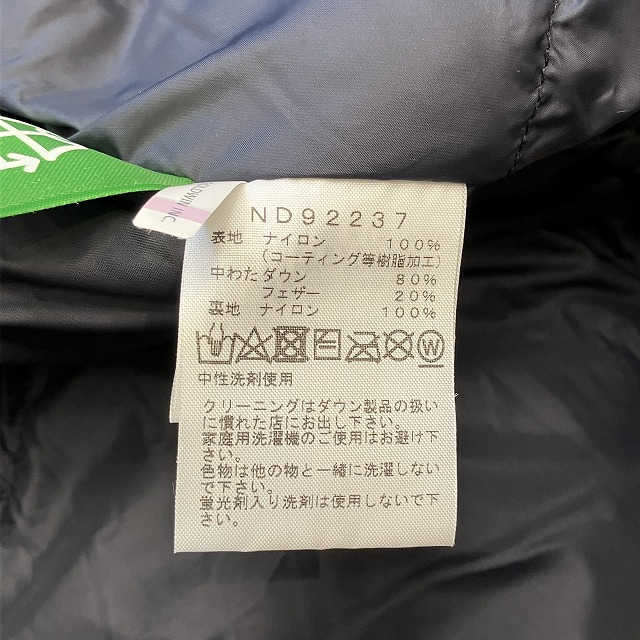 OLDWIN INC.
ND92237
表地 ナイロン 100%
(コーティング等樹脂加工)
中わた ダウン 80%
フェザー 20%
裏地 ナイロン 100%
中性洗剤使用
クリーニングはダウン製品の扱い
に慣れた店にお出し下さい。
家庭用洗濯機のご使用はお避け下
さい。
色物は他の物と一緒に洗濯しない
で下さい。
蛍光剤入り洗剤は使用しないで下
さい。